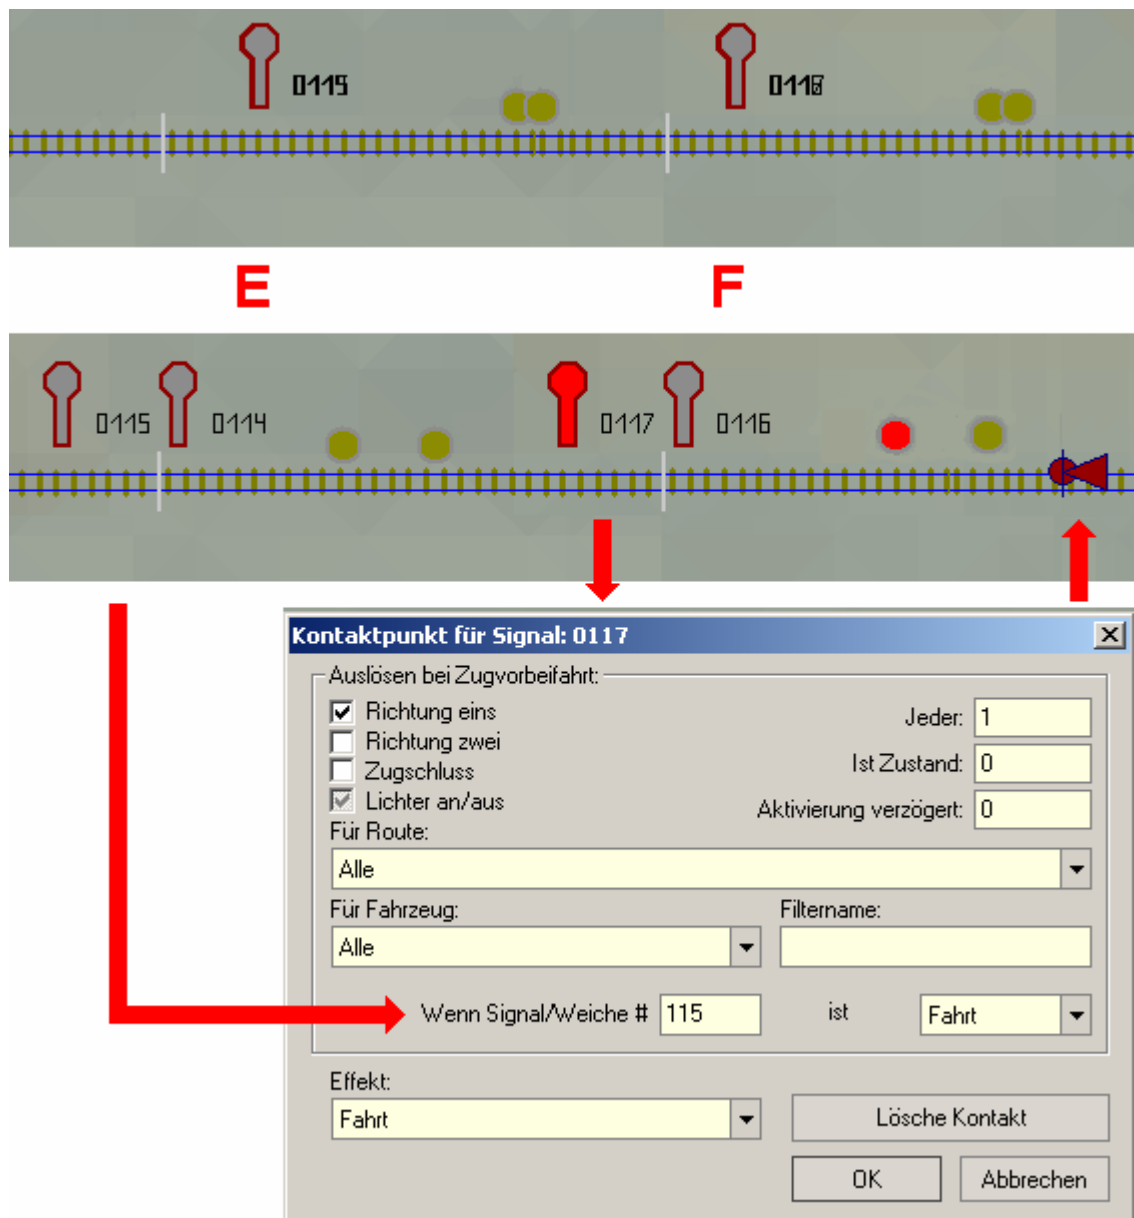 E F
0115 0114 0117 0116
Kontaktpunkt für Signal: 0117
Auslösen bei Zugvorbeifahrt:
Richtung eins
Jeder: 1
Richtung zwei
Zugschluss
Ist Zustand: 0
Lichter an/aus
Aktivierung verzögert: 0
Für Route:
Alle
Für Fahrzeug: Filtername:
Alle
Wenn Signal/Weiche # 115 ist Fahrt
Effekt:
Fahrt
Lösche Kontakt
OK Abbrechen